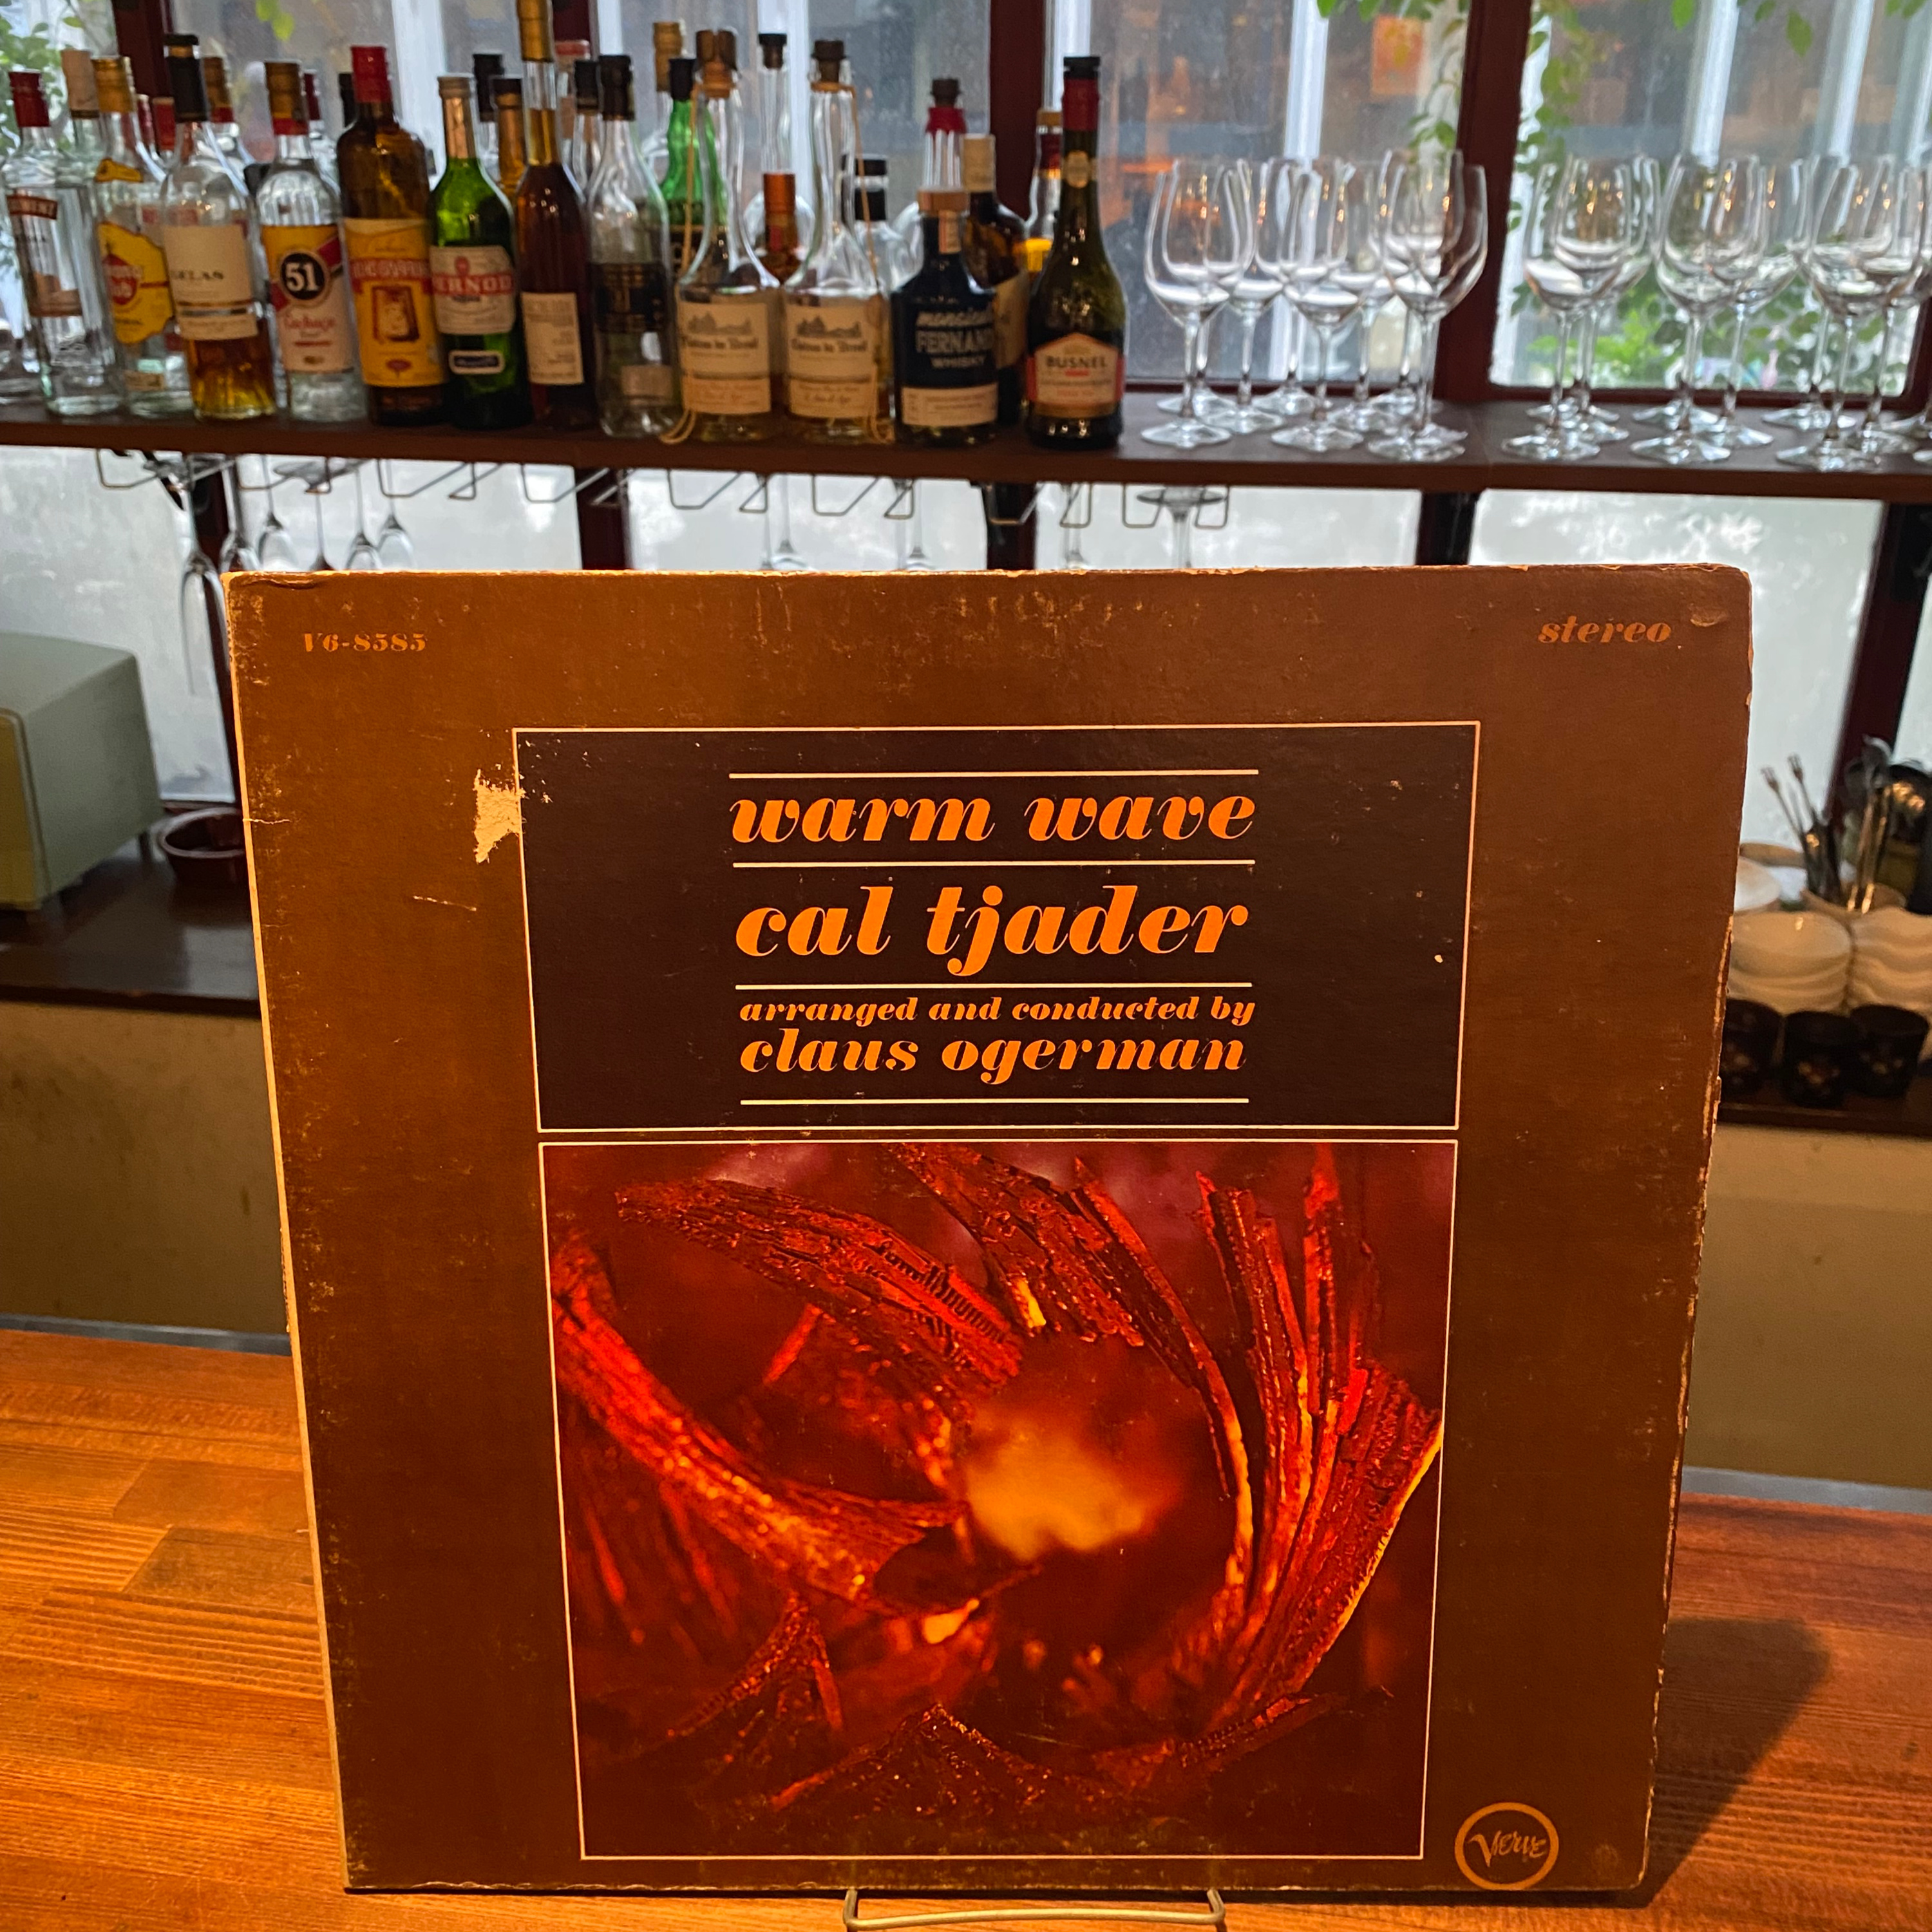 51
PERNOD
monsieur
FERNAND
WHISKY
BUSNEL
V6-8585
stereo
warm wave
cal tjader
arranged and conducted by
claus ogerman
Verve